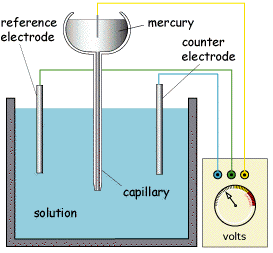 reference
electrode
mercury
counter
electrode
capillary
solution
volts